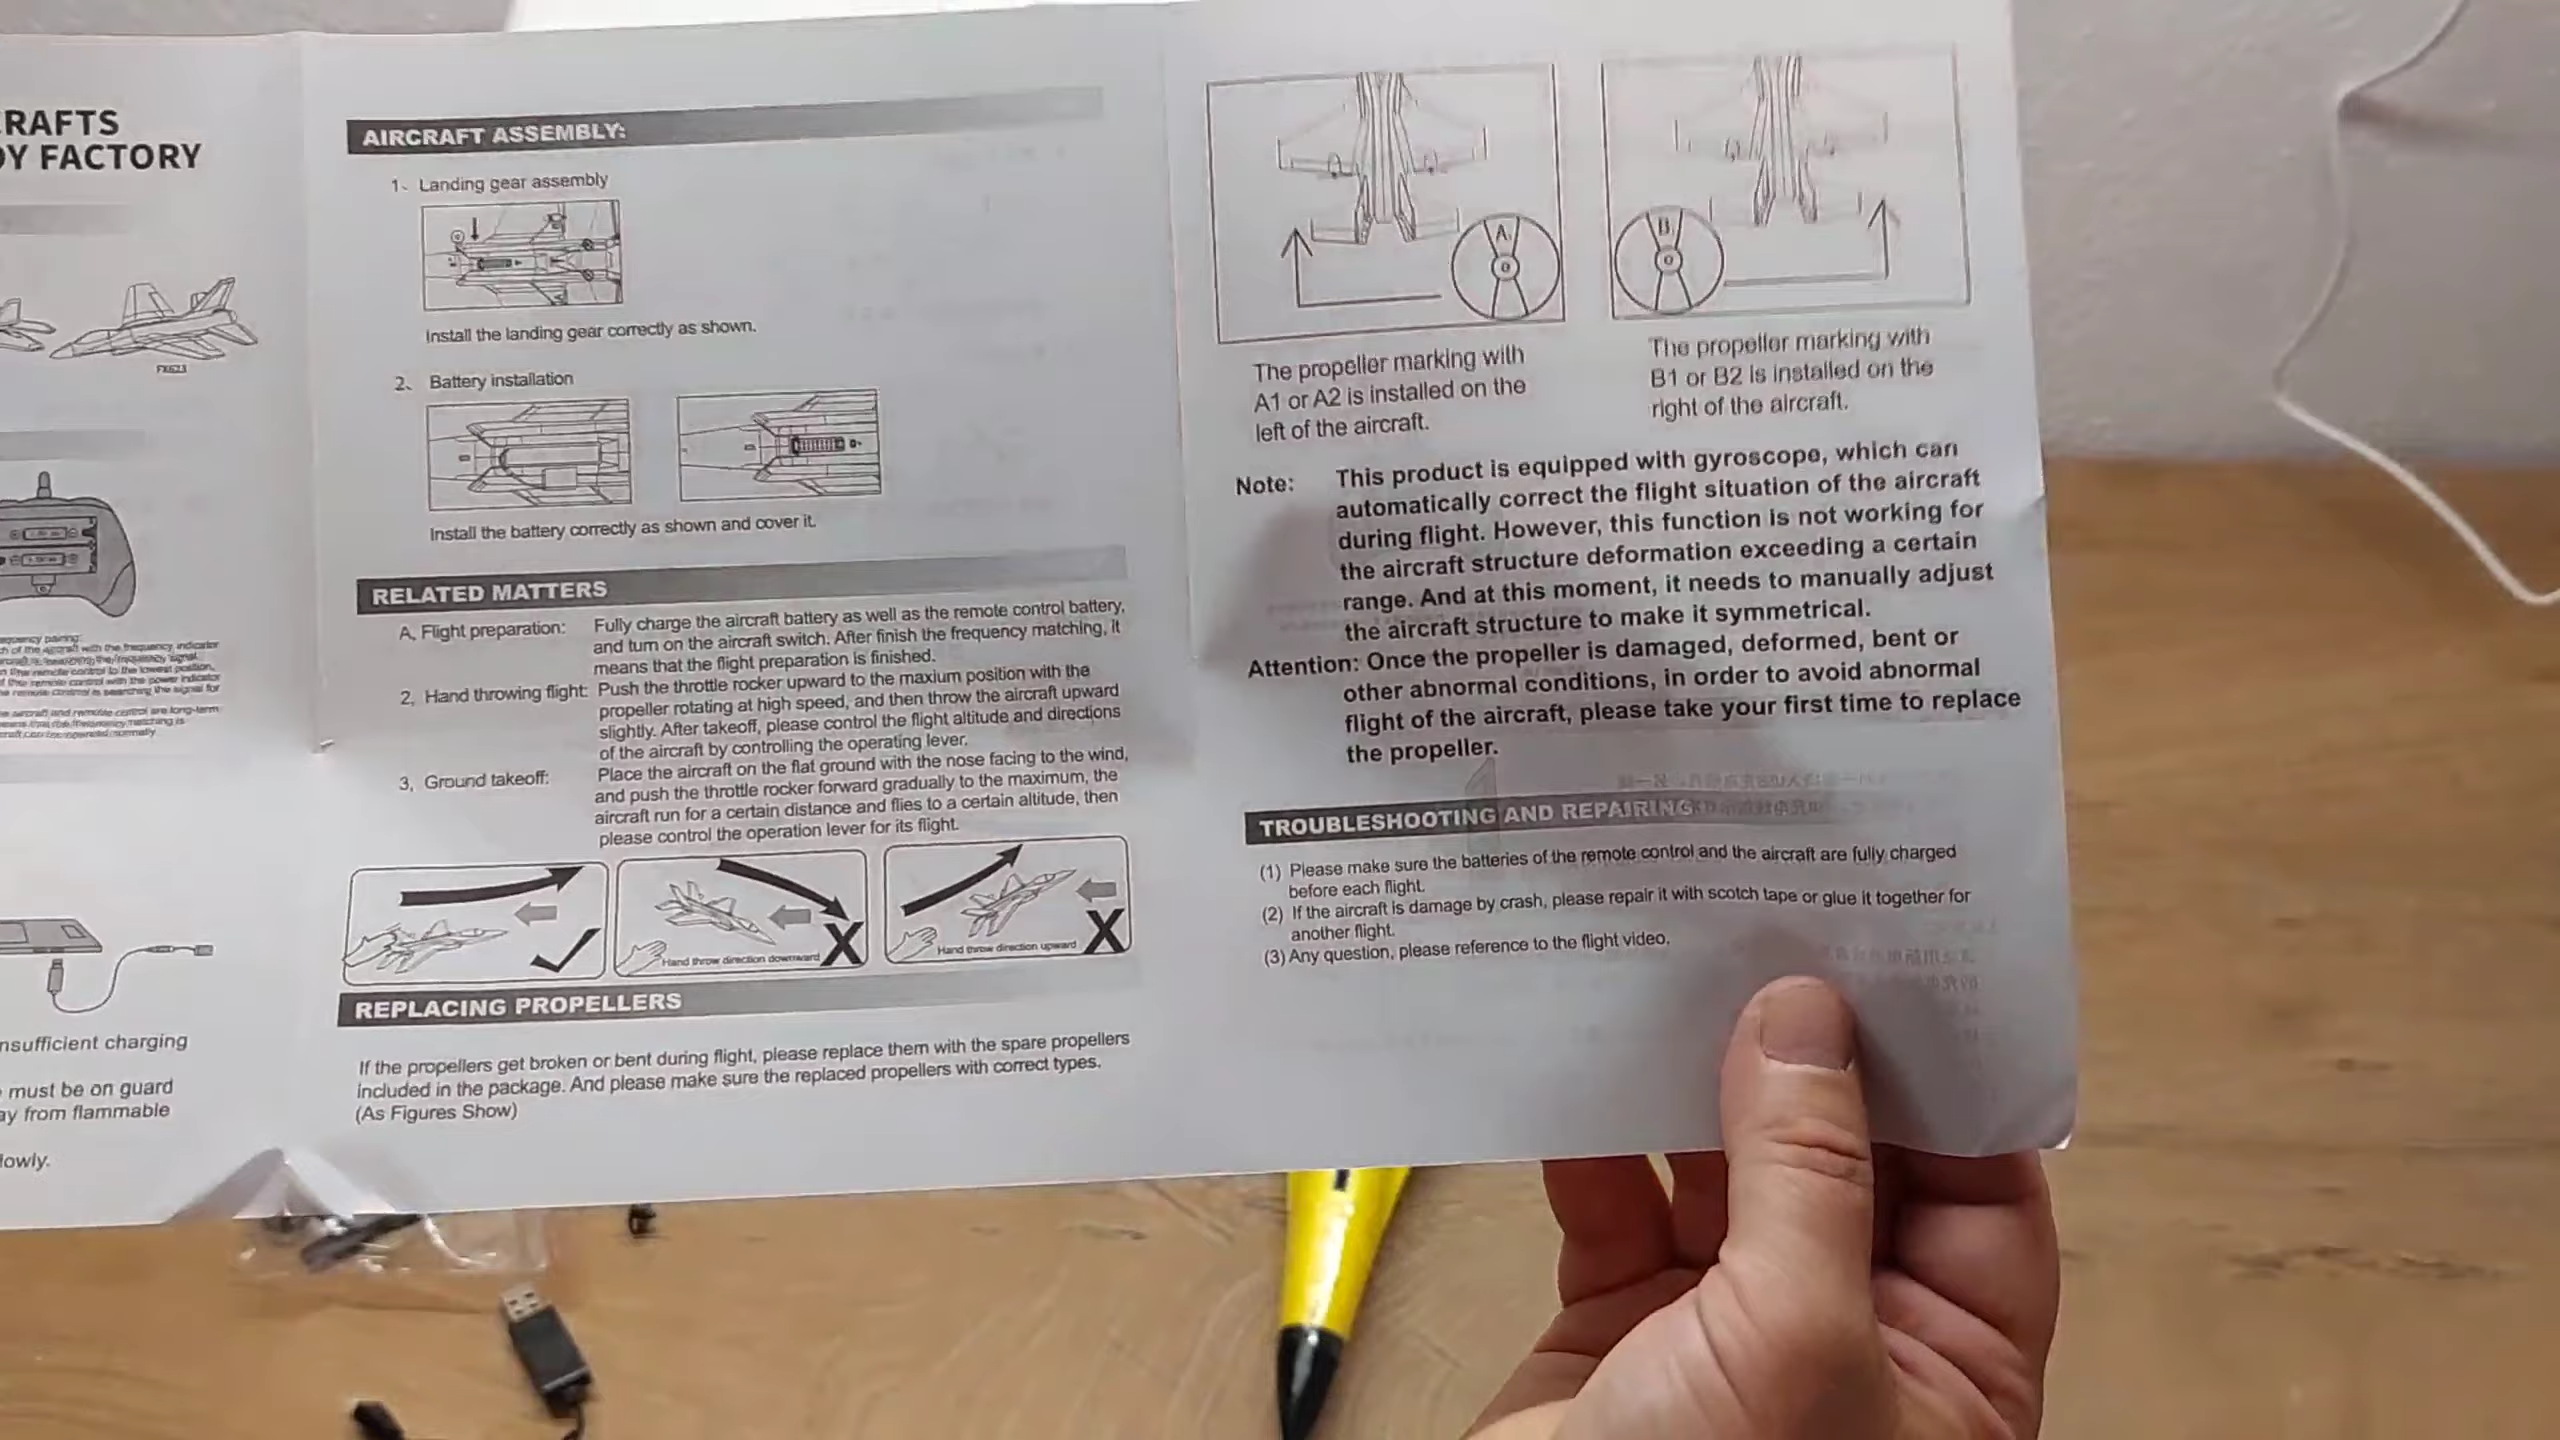 RAFTS
Y FACTORY
FX623
nsufficient charging
must be on guard
ay from flammable
lowly.
AIRCRAFT ASSEMBLY:
1、Landing gear assembly
Install the landing gear correctly as shown.
2、Battery installation
Install the battery correctly as shown and cover it.
RELATED MATTERS
A, Flight preparation: Fully charge the aircraft battery as well as the remote control battery,
and turn on the aircraft switch. After finish the frequency matching, it
means that the flight preparation is finished.
2, Hand throwing flight: Push the throttle rocker upward to the maxium position with the
propeller rotating at high speed, and then throw the aircraft upward
slightly. After takeoff, please control the flight altitude and directions
of the aircraft by controlling the operating lever.
3, Ground takeoff: Place the aircraft on the flat ground with the nose facing to the wind,
and push the throttle rocker forward gradually to the maximum, the
aircraft run for a certain distance and flies to a certain altitude, then
please control the operation lever for its flight.
Hand throw direction downward X
Hand throw direction upward X
REPLACING PROPELLERS
If the propellers get broken or bent during flight, please replace them with the spare propellers
included in the package. And please make sure the replaced propellers with correct types.
(As Figures Show)
A
B
The propeller marking with
A1 or A2 is installed on the
left of the aircraft.
The propeller marking with
B1 or B2 is installed on the
right of the aircraft.
Note: This product is equipped with gyroscope, which can
automatically correct the flight situation of the aircraft
during flight. However, this function is not working for
the aircraft structure deformation exceeding a certain
range. And at this moment, it needs to manually adjust
the aircraft structure to make it symmetrical.
Attention: Once the propeller is damaged, deformed, bent or
other abnormal conditions, in order to avoid abnormal
flight of the aircraft, please take your first time to replace
the propeller.
TROUBLESHOOTING AND REPAIRING
(1) Please make sure the batteries of the remote control and the aircraft are fully charged
before each flight.
(2) If the aircraft is damage by crash, please repair it with scotch tape or glue it together for
another flight.
(3) Any question, please reference to the flight video.